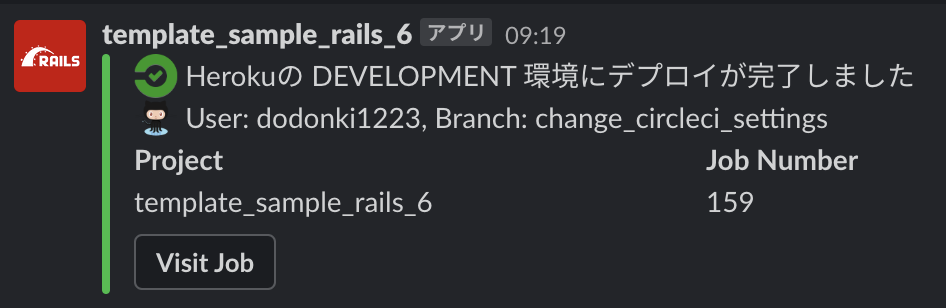 RAILS
template_sample_rails_6 アプリ 09:19
Herokuの DEVELOPMENT 環境にデプロイが完了しました
User: dodonki1223, Branch: change_circleci_settings
Project Job Number
template_sample_rails_6 159
Visit Job